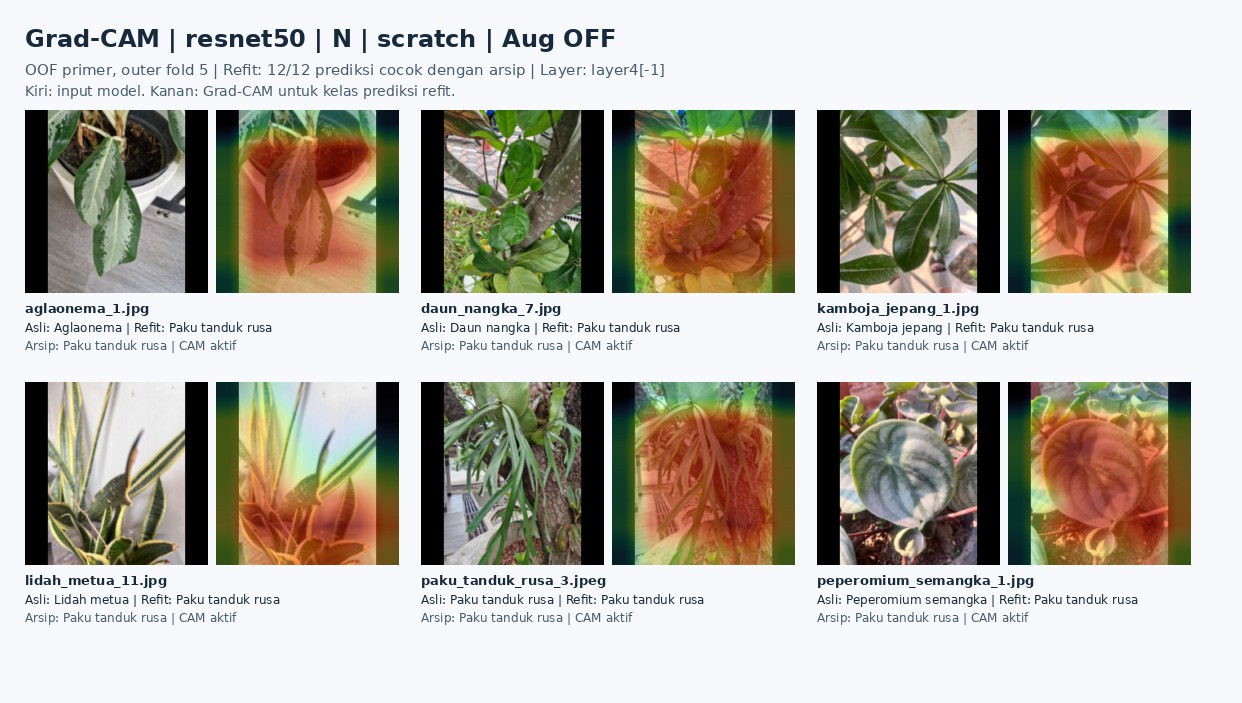 Grad-CAM | resnet50 | N | scratch | Aug OFF
OOF primer, outer fold 5 | Refit: 12/12 prediksi cocok dengan arsip | Layer: layer4[-1]
Kiri: input model. Kanan: Grad-CAM untuk kelas prediksi refit.
aglaonema_1.jpg
Asli: Aglaonema | Refit: Paku tanduk rusa
Arsip: Paku tanduk rusa | CAM aktif
daun_nangka_7.jpg
Asli: Daun nangka | Refit: Paku tanduk rusa
Arsip: Paku tanduk rusa | CAM aktif
kamboja_jepang_1.jpg
Asli: Kamboja jepang | Refit: Paku tanduk rusa
Arsip: Paku tanduk rusa | CAM aktif
lidah_metua_11.jpg
Asli: Lidah metua | Refit: Paku tanduk rusa
Arsip: Paku tanduk rusa | CAM aktif
paku_tanduk_rusa_3.jpeg
Asli: Paku tanduk rusa | Refit: Paku tanduk rusa
Arsip: Paku tanduk rusa | CAM aktif
peperomium_semangka_1.jpg
Asli: Peperomium semangka | Refit: Paku tanduk rusa
Arsip: Paku tanduk rusa | CAM aktif